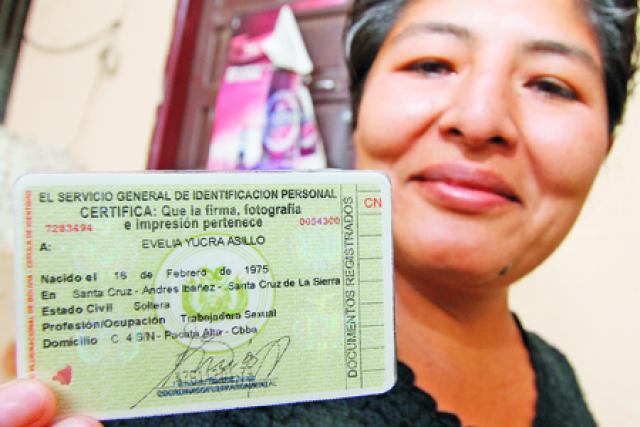 EL SERVICIO GENERAL DE IDENTIFICACION PERSONAL
CERTIFICA: Que la firma, fotografía
e impresión pertenece
7283494
0054300
A: EVELIA YUCRA ASILLO
Nacido el 16 de Febrero de 1975
En Santa Cruz - Andres Ibañez - Santa Cruz de La Sierra
Estado Civil Soltera
Profesión/Ocupación Trabajadora Sexual
Domicilio C. 4 S/N - Pacata Alta - Cbba
DOCUMENTOS REGISTRADOS
CN